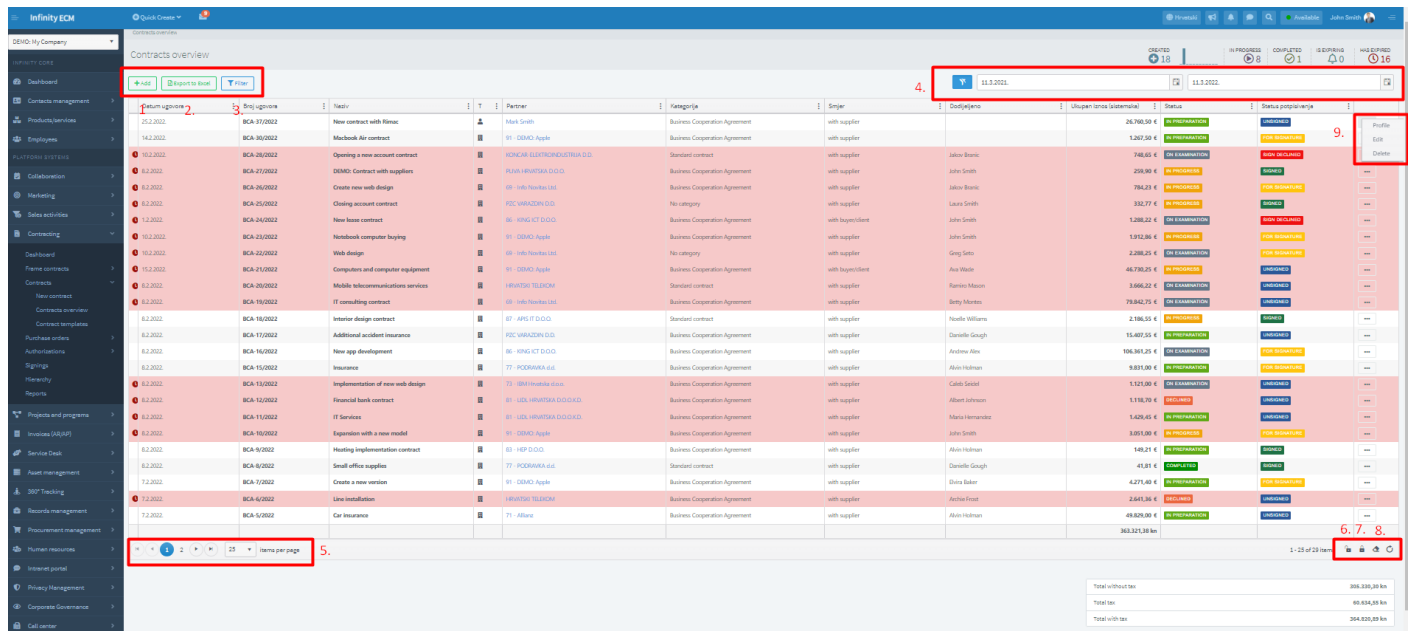 Infinity ECM
Quick Create
Hrvatski
Available
John Smith
DEMO: My Company
Contracts overview
Contracts overview
CREATED
18
IN PROGRESS
8
COMPLETED
1
IS EXPIRING
0
HAS EXPIRED
16
INFINITY CORE
Dashboard
Contacts management
Products/services
Employees
PLATFORM SYSTEMS
Collaboration
Marketing
Sales activities
Contracting
Dashboard
Frame contracts
Contracts
New contract
Contracts overview
Contract templates
Purchase orders
Authorizations
Signings
Hierarchy
Reports
Projects and programs
Invoices (AR/AP)
Service Desk
Asset management
360° Tracking
Records management
Procurement management
Human resources
Intranet portal
Privacy Management
Corporate Governance
Call center
+ Add
Export to Excel
Filter
4.
11.3.2021.
11.3.2022.
1
2.
3.
Datum ugovora Broj ugovora Naziv T Partner Kategorija Smjer Dodijeljeno Ukupan iznos (sistemska) Status Status potpisivanja
25.2.2022. BCA-37/2022 New contract with Rimac Mark Smith Business Cooperation Agreement with supplier 26.760,50 € IN PREPARATION UNSIGNED
14.2.2022. BCA-30/2022 Macbook Air contract 91 - DEMO: Apple Business Cooperation Agreement with supplier 1.267,50 € IN PREPARATION FOR SIGNATURE
10.2.2022. BCA-28/2022 Opening a new account contract KONČAR ELEKTROINDUSTRIJA D.D. Standard contract with supplier Jakov Branic 748,65 € ON EXAMINATION SIGN DECLINED
8.2.2022. BCA-27/2022 DEMO: Contract with suppliers PLIVA HRVATSKA D.O.O. Business Cooperation Agreement with supplier John Smith 259,90 € IN PROGRESS SIGNED
8.2.2022. BCA-26/2022 Create new web design 69 - Info Novitas Ltd. Business Cooperation Agreement with supplier Jakov Branic 784,23 € IN PROGRESS FOR SIGNATURE
8.2.2022. BCA-25/2022 Closing account contract PZC VARAZDIN D.D. No category with supplier Laura Smith 332,77 € IN PROGRESS SIGNED
1.2.2022. BCA-24/2022 New lease contract 86 - KING ICT D.O.O. Business Cooperation Agreement with buyer/client John Smith 1.288,22 € ON EXAMINATION SIGN DECLINED
10.2.2022. BCA-23/2022 Notebook computer buying 91 - DEMO: Apple Business Cooperation Agreement with supplier John Smith 1.912,86 € IN PROGRESS FOR SIGNATURE
10.2.2022. BCA-22/2022 Web design 69 - Info Novitas Ltd. No category with supplier Greg Soto 2.288,25 € ON EXAMINATION FOR SIGNATURE
15.2.2022. BCA-21/2022 Computers and computer equipment 91 - DEMO: Apple Business Cooperation Agreement with buyer/client Ava Wade 46.730,25 € IN PROGRESS UNSIGNED
8.2.2022. BCA-20/2022 Mobile telecommunications services HRVATSKI TELEKOM Standard contract with supplier Ramiro Mason 3.666,22 € ON EXAMINATION UNSIGNED
8.2.2022. BCA-19/2022 IT consulting contract 69 - Info Novitas Ltd. Business Cooperation Agreement with supplier Betty Montes 79.842,75 € ON EXAMINATION UNSIGNED
8.2.2022. BCA-18/2022 Interior design contract 67 - APIS IT D.O.O. Standard contract with supplier Noelle Williams 2.186,55 € IN PROGRESS SIGNED
8.2.2022. BCA-17/2022 Additional accident insurance PZC VARAZDIN D.D. Business Cooperation Agreement with supplier Danielle Gough 15.407,55 € IN PREPARATION UNSIGNED
8.2.2022. BCA-16/2022 New app development 86 - KING ICT D.O.O. Business Cooperation Agreement with supplier Andrew Alex 106.361,25 € ON EXAMINATION FOR SIGNATURE
8.2.2022. BCA-15/2022 Insurance 77 - PODRAVKA d.d. Business Cooperation Agreement with supplier Alvin Holman 9.831,00 € IN PREPARATION FOR SIGNATURE
8.2.2022. BCA-13/2022 Implementation of new web design 73 - IBM Hrvatska d.o.o. Business Cooperation Agreement with supplier Caleb Seidel 1.121,00 € ON EXAMINATION UNSIGNED
8.2.2022. BCA-12/2022 Financial bank contract 81 - UDL HRVATSKA D.O.O.K.D. Business Cooperation Agreement with supplier Albert Johnson 1.118,70 € DECLINED UNSIGNED
8.2.2022. BCA-11/2022 IT Services 81 - UDL HRVATSKA D.O.O.K.D. Business Cooperation Agreement with supplier Maria Hernandez 1.429,45 € IN PREPARATION UNSIGNED
8.2.2022. BCA-10/2022 Expansion with a new model 91 - DEMO: Apple Business Cooperation Agreement with supplier John Smith 3.051,00 € IN PROGRESS FOR SIGNATURE
8.2.2022. BCA-9/2022 Heating implementation contract 83 - HEP D.O.O. Business Cooperation Agreement with supplier Alvin Holman 149,21 € IN PREPARATION SIGNED
8.2.2022. BCA-8/2022 Small office supplies 77 - PODRAVKA d.d. Standard contract with supplier Danielle Gough 41,81 € COMPLETED SIGNED
7.2.2022. BCA-7/2022 Create a new version 91 - DEMO: Apple Business Cooperation Agreement with supplier Elvira Baker 4.271,40 € IN PREPARATION FOR SIGNATURE
7.2.2022. BCA-6/2022 Line installation HRVATSKI TELEKOM Business Cooperation Agreement with supplier Archie Frost 2.641,36 € DECLINED UNSIGNED
7.2.2022. BCA-5/2022 Car insurance 71 - Allianz Business Cooperation Agreement with supplier Alvin Holman 49.829,00 € IN PREPARATION UNSIGNED
363.321,38 kn
9.
Profile
Edit
Delete
1 2 25 items per page
5.
6. 7. 8.
1 - 25 of 29 items
Total without tax 305.330,30 kn
Total tax 60.634,55 kn
Total with tax 364.820,89 kn